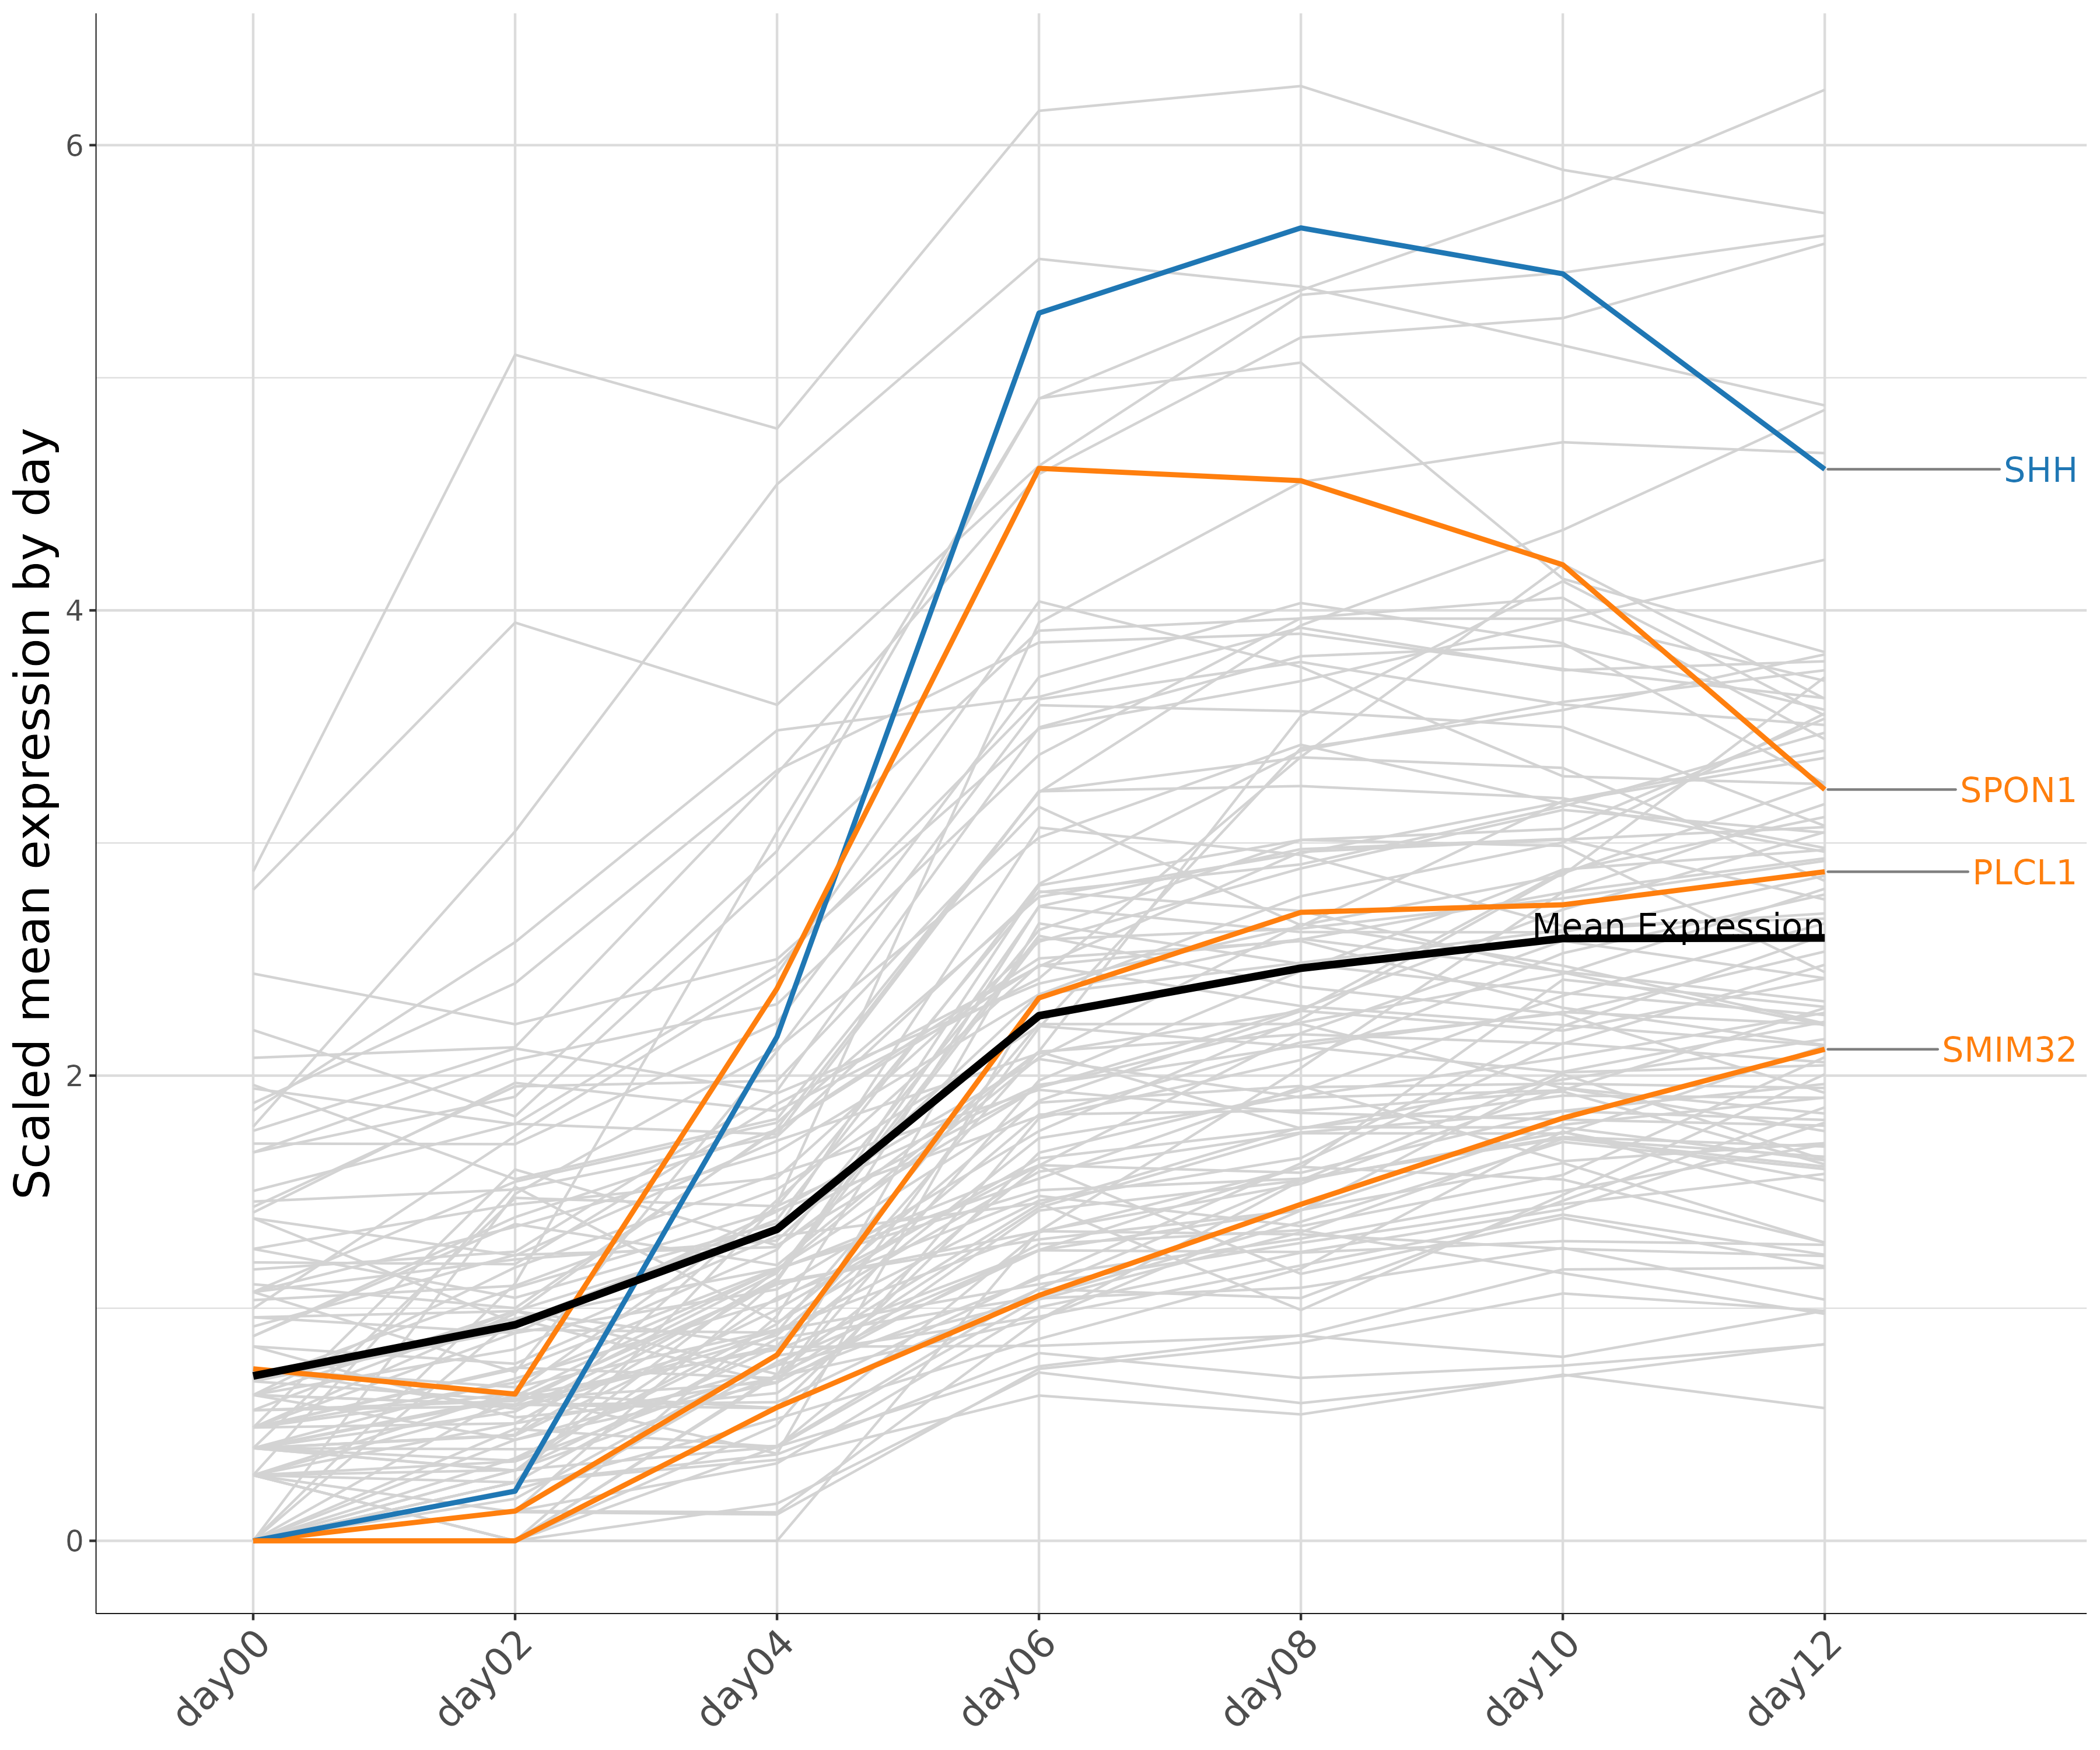 Scaled mean expression by day
6
4
2
0
SHH
SPON1
PLCL1
Mean Expression
SMIM32
day00
day02
day04
day06
day08
day10
day12